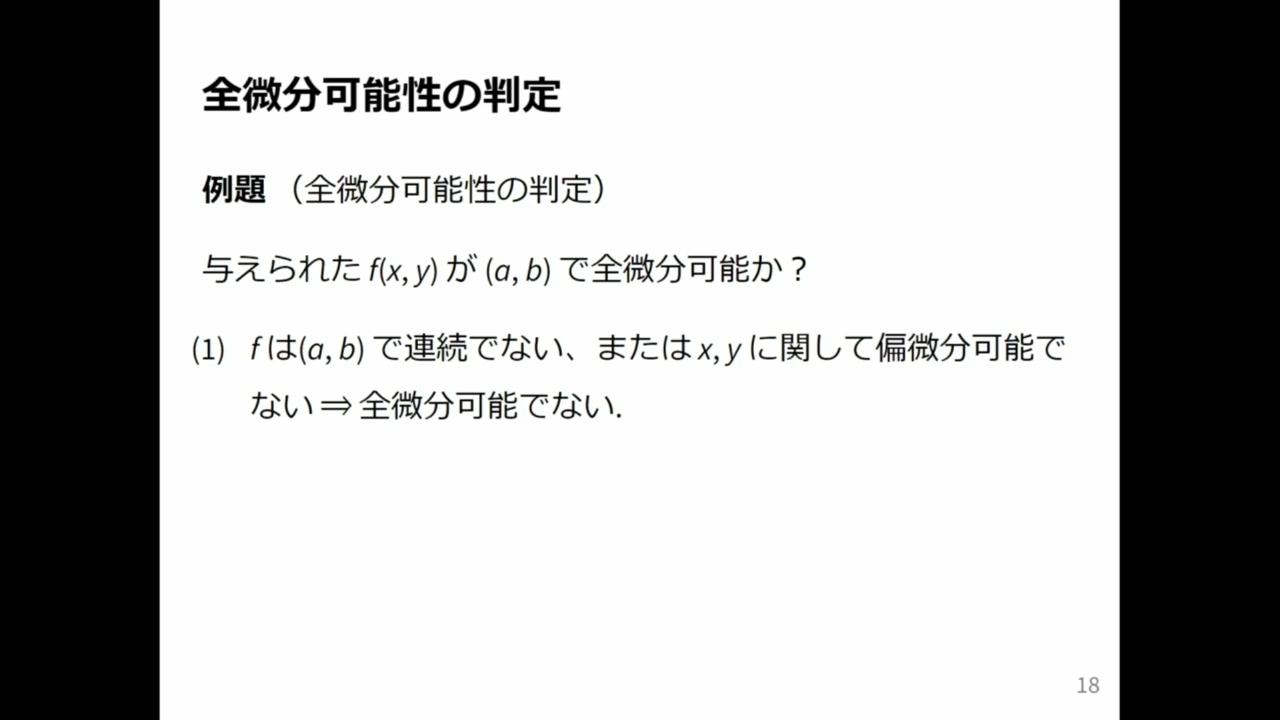 全微分可能性の判定
例題 （全微分可能性の判定）
与えられた f(x, y) が (a, b) で全微分可能か？
(1) f は(a, b) で連続でない、または x, y に関して偏微分可能で
ない ⇒ 全微分可能でない.
18